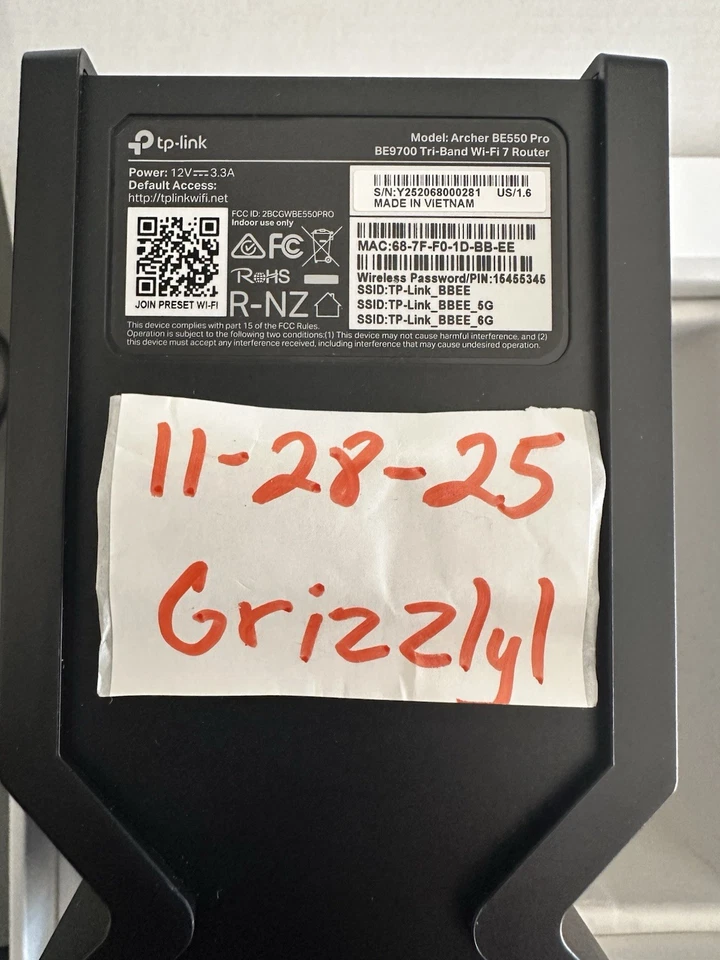 tp-link
Model: Archer BE550 Pro
BE9700 Tri-Band Wi-Fi 7 Router
Power: 12V⎓3.3A
Default Access:
http://tplinkwifi.net
S/N:Y252068000281 US/1.6
MADE IN VIETNAM
FCC ID: 2BCGWBE550PRO
Indoor use only
FC
RoHS
R-NZ
JOIN PRESET WI-FI
MAC:68-7F-F0-1D-BB-EE
Wireless Password/PIN:15455345
SSID:TP-Link_BBEE
SSID:TP-Link_BBEE_5G
SSID:TP-Link_BBEE_6G
This device complies with part 15 of the FCC Rules.
Operation is subject to the following two conditions:(1) This device may not cause harmful interference, and (2)
this device must accept any interference received, including interference that may cause undesired operation.
11-28-25
Grizzlyl